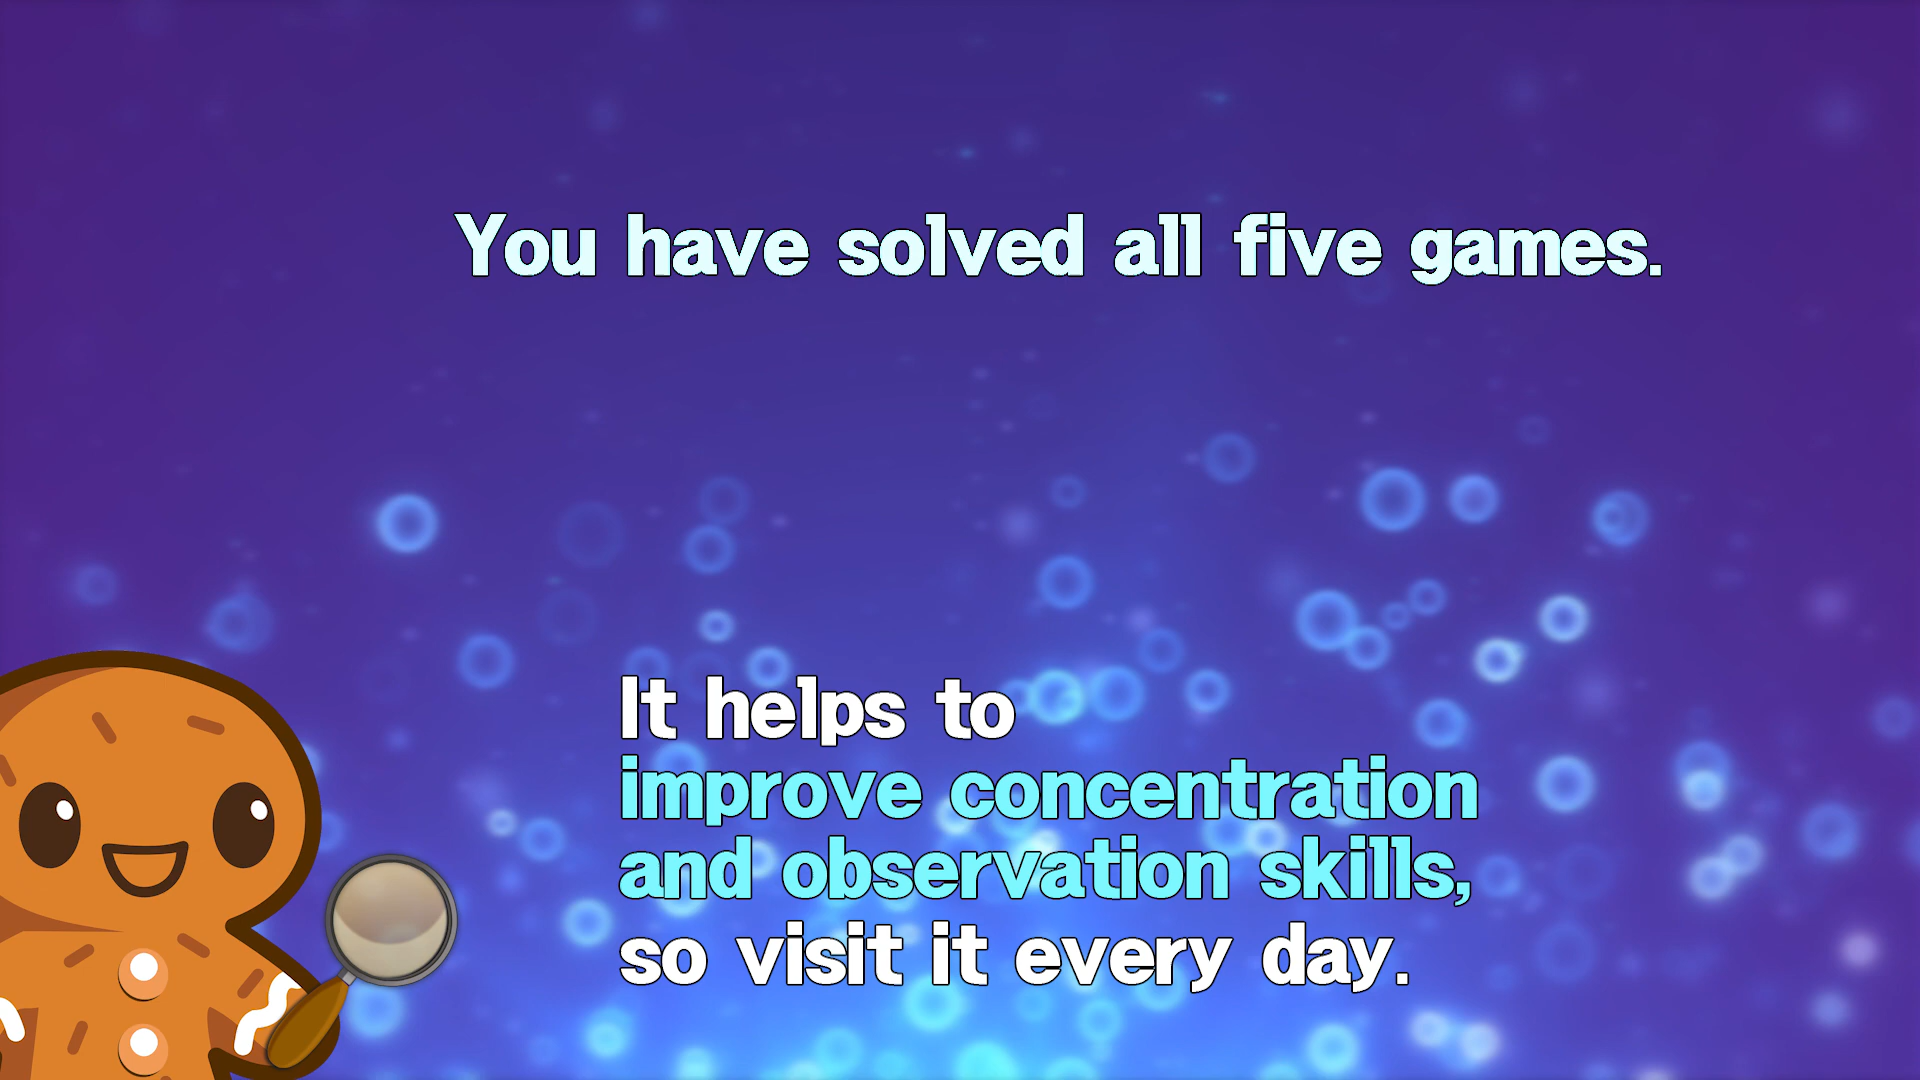 You have solved all five games.
It helps to
improve concentration
and observation skills,
so visit it every day.